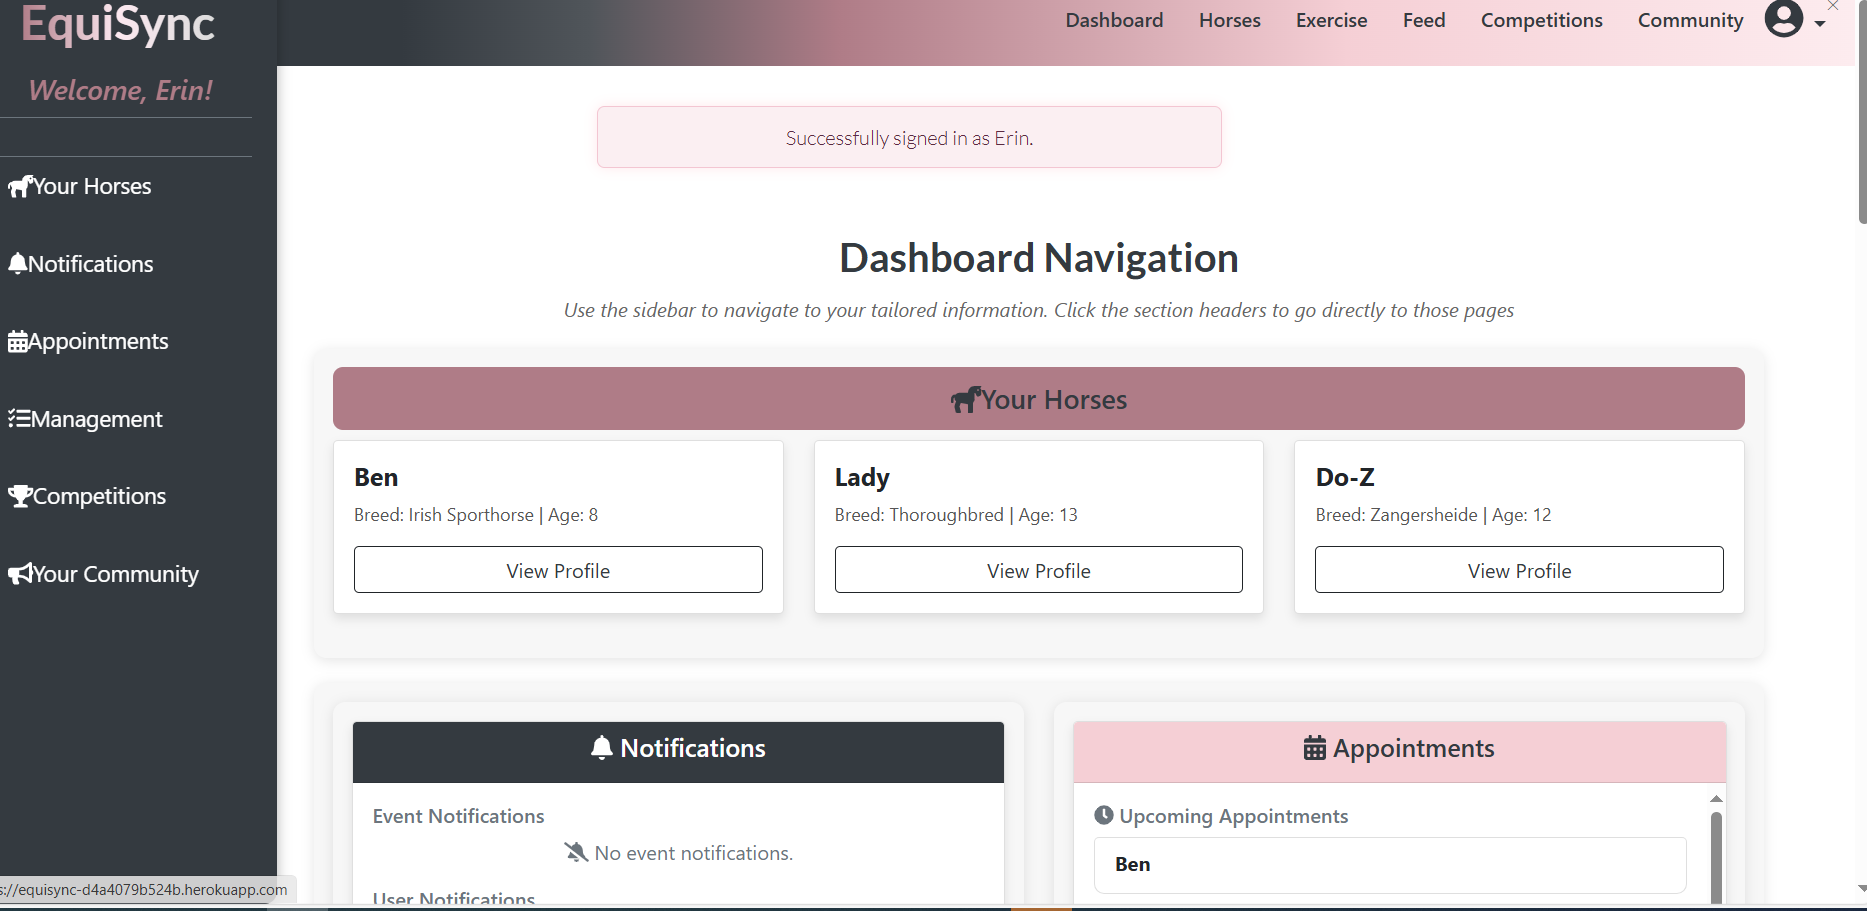 EquiSync
Dashboard Horses Exercise Feed Competitions Community
Welcome, Erin!
Successfully signed in as Erin.
Your Horses
Notifications
Appointments
Management
Competitions
Your Community
Dashboard Navigation
Use the sidebar to navigate to your tailored information. Click the section headers to go directly to those pages
Your Horses
Ben
Breed: Irish Sporthorse | Age: 8
View Profile
Lady
Breed: Thoroughbred | Age: 13
View Profile
Do-Z
Breed: Zangersheide | Age: 12
View Profile
Notifications
Event Notifications
No event notifications.
User Notifications
Appointments
Upcoming Appointments
Ben
s://equisync-d4a4079b524b.herokuapp.com